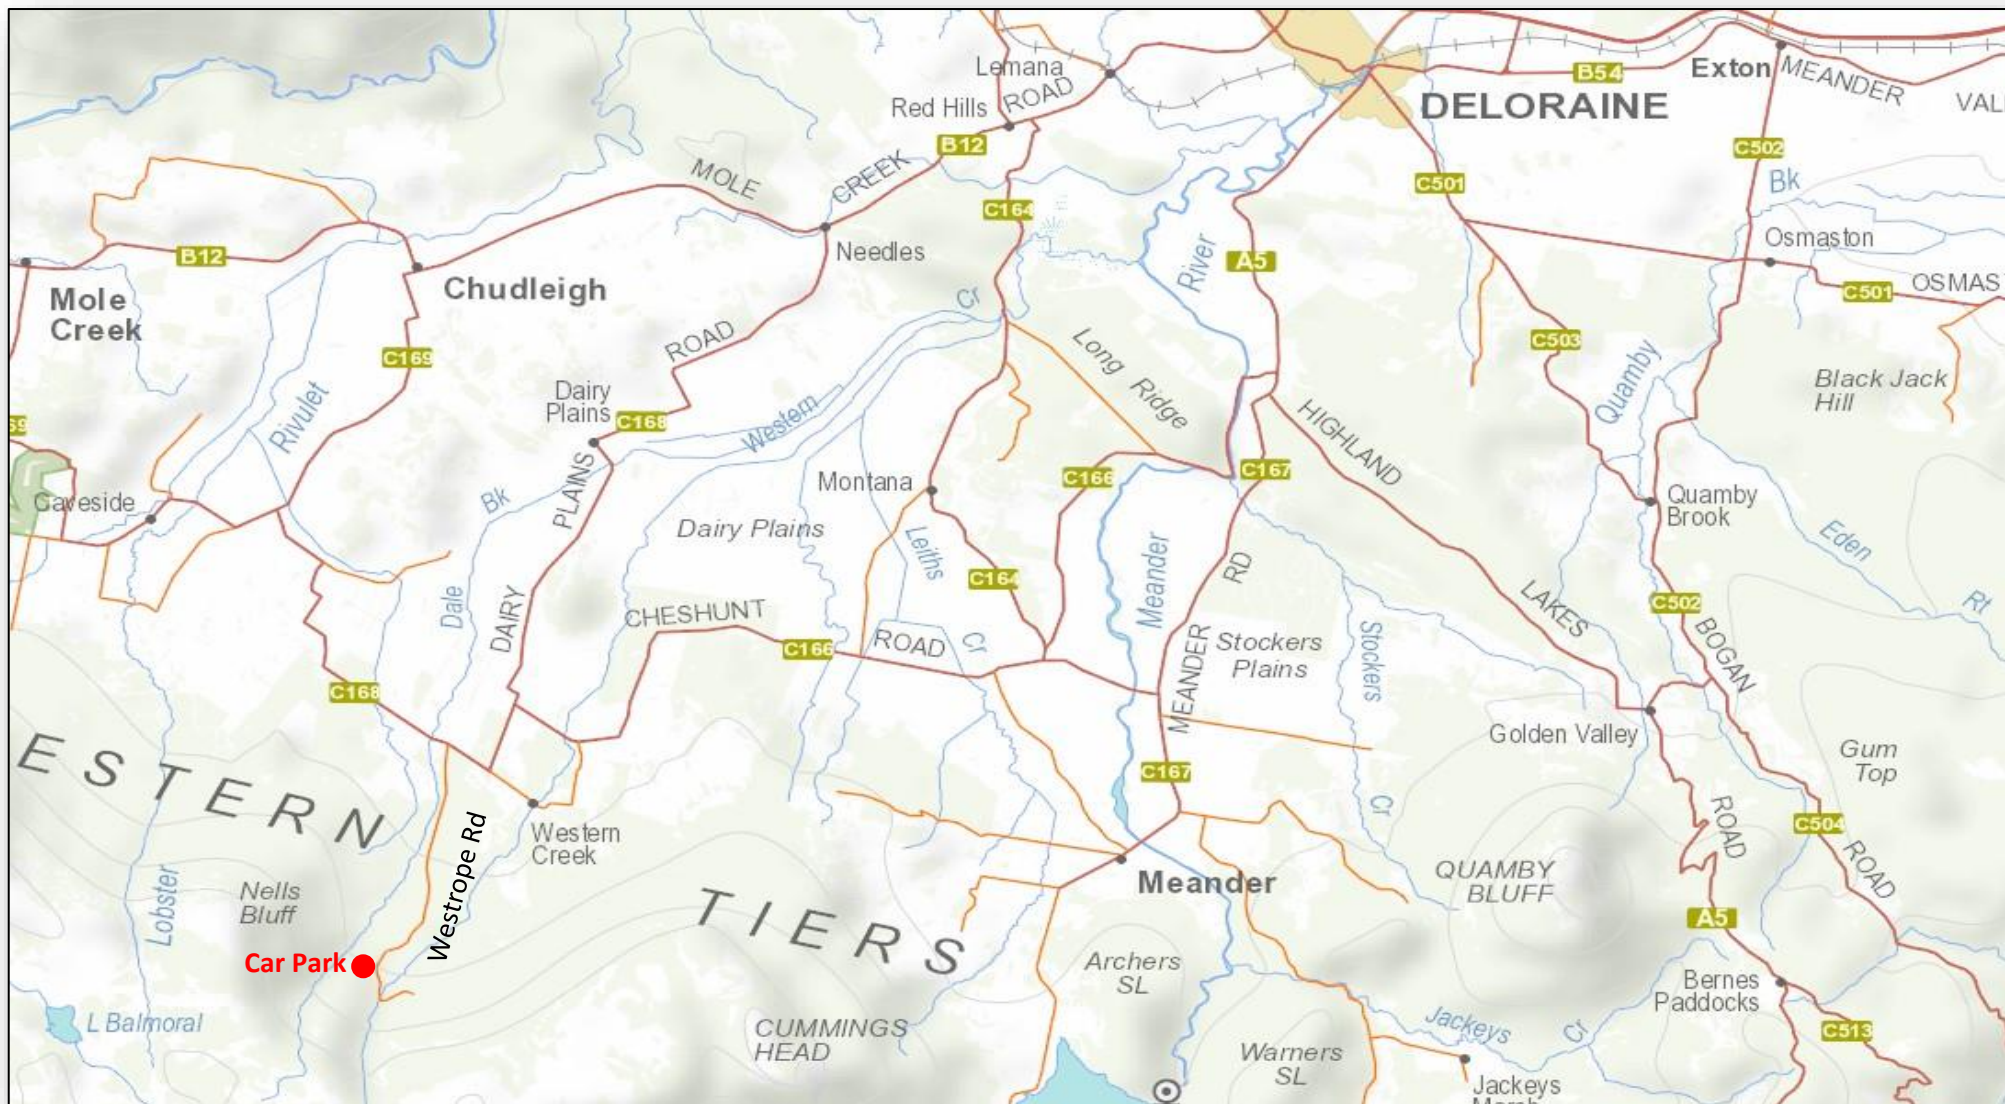 Lemana
Red Hills
ROAD
B12
DELORAINE
B54
Exton
MEANDER
VAL
C502
Bk
C501
MOLE
CREEK
C164
Needles
River
A5
Osmaston
C501
OSMAS
B12
Mole
Creek
Chudleigh
C169
Cr
ROAD
Long Ridge
C503
Quamby
Black Jack
Hill
Rivulet
Dairy
Plains
C168
Western
HIGHLAND
69
Caveside
Bk
PLAINS
Montana
C166
C167
Quamby
Brook
Dairy Plains
Leiths
Meander
Eden
Rt
Dale
DAIRY
CHESHUNT
C164
RD
LAKES
C502
BOGAN
C166
ROAD
Cr
MEANDER
Stockers
Plains
Stockers
C168
Golden Valley
Gum
Top
ESTERN
C167
Cr
ROAD
C504
ROAD
Westrope Rd
Western
Creek
Meander
QUAMBY
BLUFF
Nells
Bluff
Lobster
TIERS
A5
Car Park
Archers
SL
Bernes
Paddocks
L Balmoral
CUMMINGS
HEAD
Jackeys
Cr
C513
Warners
SL
Jackeys